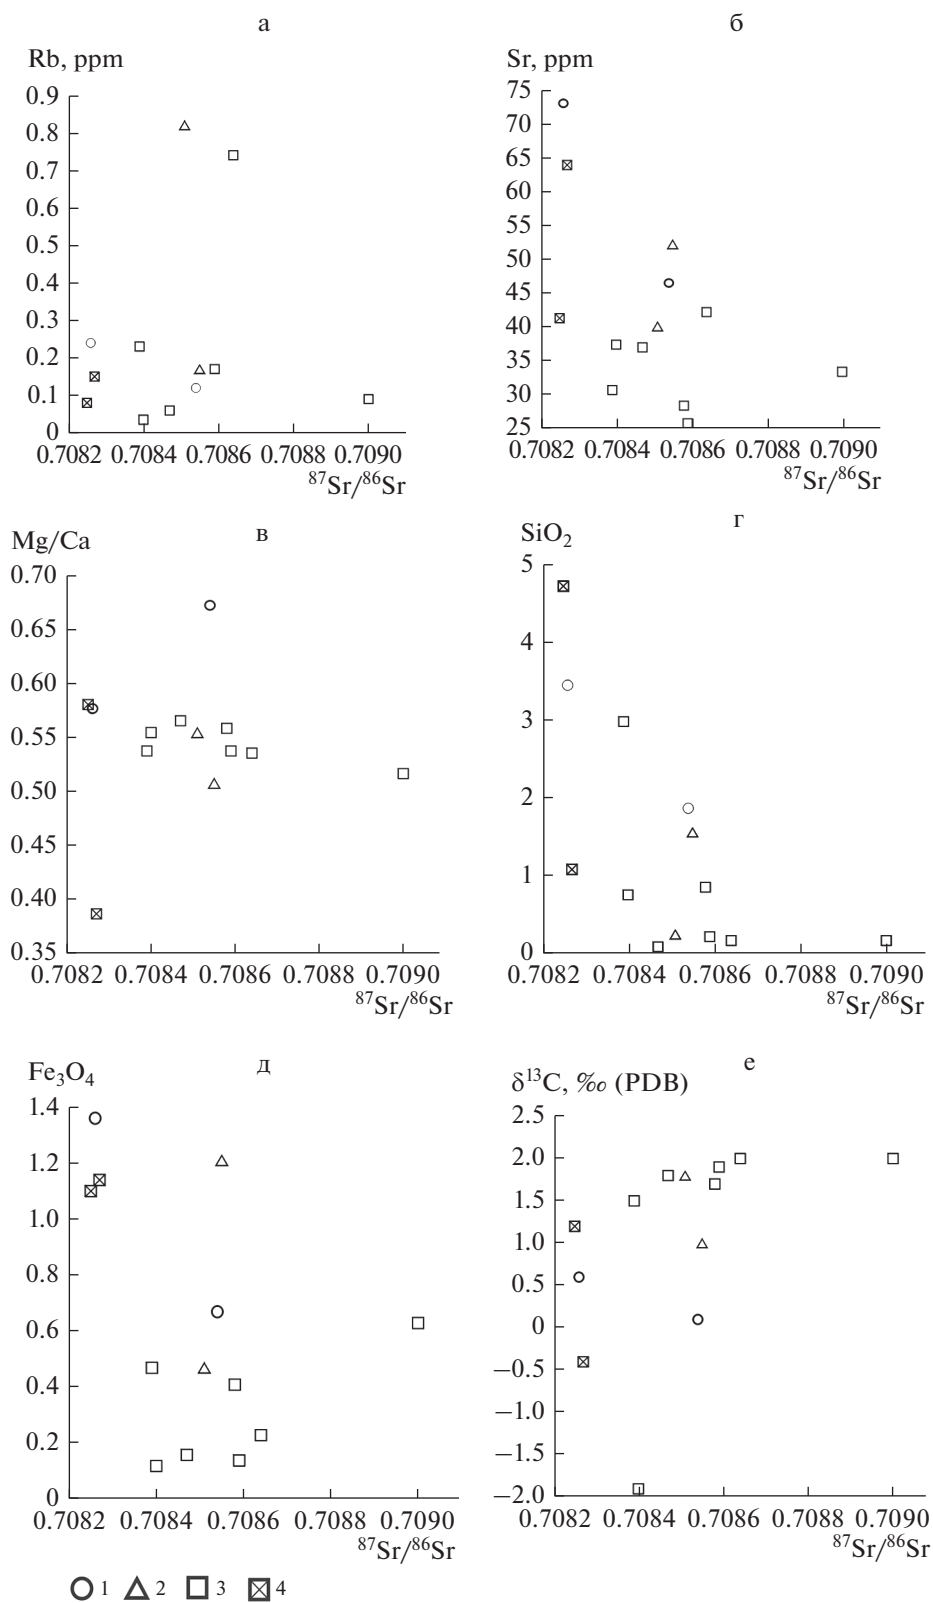 а
Rb, ppm
0.9
0.8
0.7
0.6
0.5
0.4
0.3
0.2
0.1
0
0.7082 0.7084 0.7086 0.7088 0.7090
⁸⁷Sr/⁸⁶Sr
б
Sr, ppm
75
70
65
60
55
50
45
40
35
30
25
0.7082 0.7084 0.7086 0.7088 0.7090
⁸⁷Sr/⁸⁶Sr
в
Mg/Ca
0.70
0.65
0.60
0.55
0.50
0.45
0.40
0.35
0.7082 0.7084 0.7086 0.7088 0.7090
⁸⁷Sr/⁸⁶Sr
г
SiO₂
5
4
3
2
1
0
0.7082 0.7084 0.7086 0.7088 0.7090
⁸⁷Sr/⁸⁶Sr
д
Fe₃O₄
1.4
1.2
1.0
0.8
0.6
0.4
0.2
0
0.7082 0.7084 0.7086 0.7088 0.7090
⁸⁷Sr/⁸⁶Sr
е
δ¹³C, ‰ (PDB)
2.5
2.0
1.5
1.0
0.5
0
−0.5
−1.0
−1.5
−2.0
0.7082 0.7084 0.7086 0.7088 0.7090
⁸⁷Sr/⁸⁶Sr
1 2 3 4